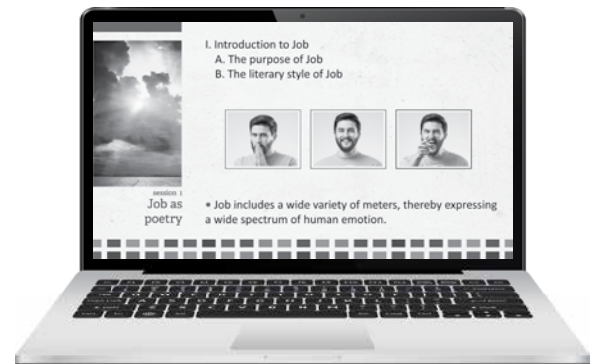 I. Introduction to Job
A. The purpose of Job
B. The literary style of Job
session 1
Job as
poetry
• Job includes a wide variety of meters, thereby expressing
a wide spectrum of human emotion.